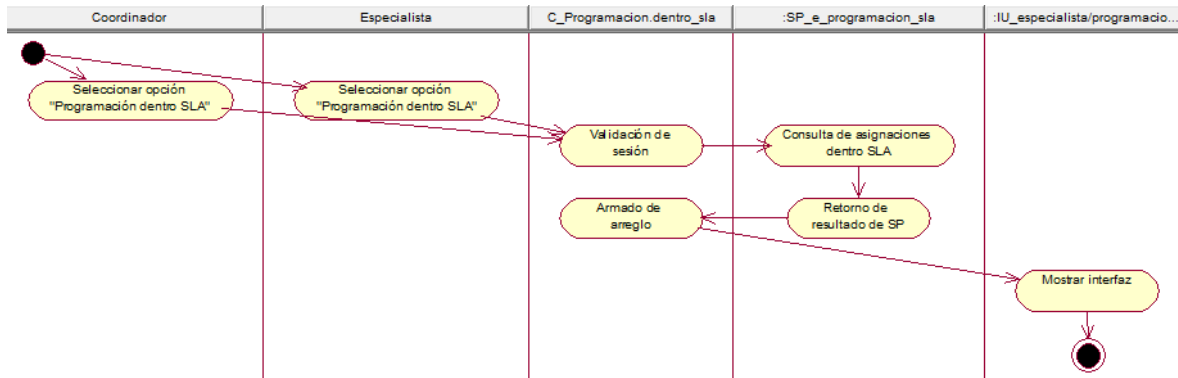 Coordinador
Especialista
C_Programacion.dentro_sla
:SP_e_programacion_sla
:IU_especialista/programacio...
Seleccionar opción
"Programación dentro SLA"
Seleccionar opción
"Programación dentro SLA"
Validación de
sesión
Consulta de asignaciones
dentro SLA
Armado de
arreglo
Retorno de
resultado de SP
Mostrar interfaz